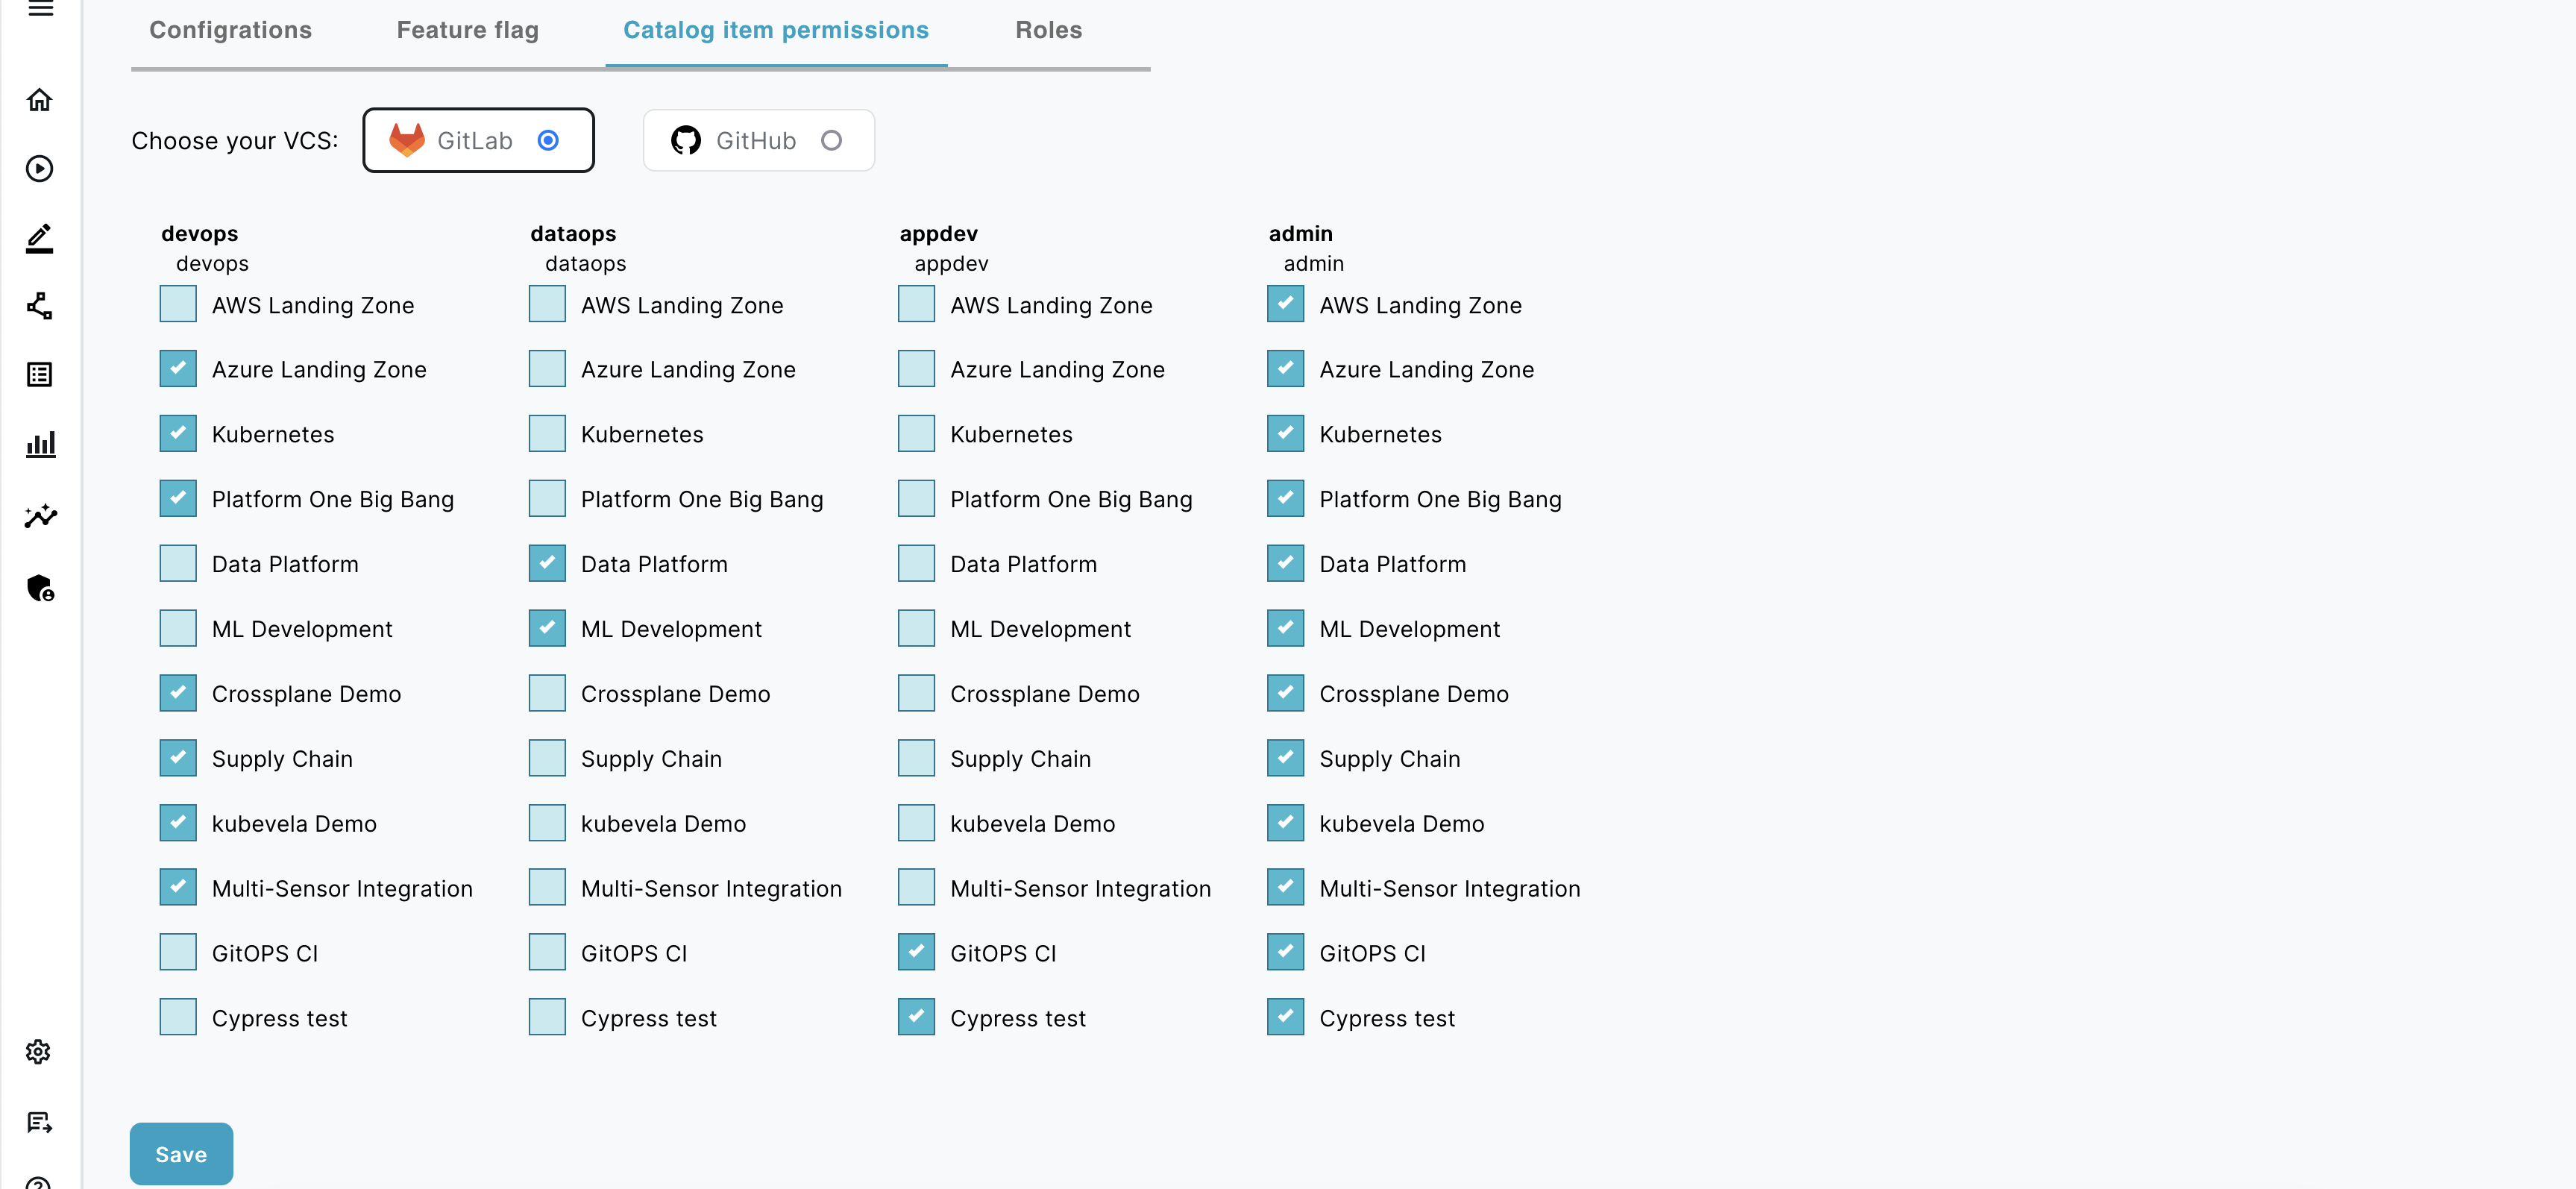 Configrations Feature flag Catalog item permissions Roles
Choose your VCS: GitLab GitHub
devops dataops appdev admin
devops dataops appdev admin
AWS Landing Zone AWS Landing Zone AWS Landing Zone AWS Landing Zone
Azure Landing Zone Azure Landing Zone Azure Landing Zone Azure Landing Zone
Kubernetes Kubernetes Kubernetes Kubernetes
Platform One Big Bang Platform One Big Bang Platform One Big Bang Platform One Big Bang
Data Platform Data Platform Data Platform Data Platform
ML Development ML Development ML Development ML Development
Crossplane Demo Crossplane Demo Crossplane Demo Crossplane Demo
Supply Chain Supply Chain Supply Chain Supply Chain
kubevela Demo kubevela Demo kubevela Demo kubevela Demo
Multi-Sensor Integration Multi-Sensor Integration Multi-Sensor Integration Multi-Sensor Integration
GitOPS CI GitOPS CI GitOPS CI GitOPS CI
Cypress test Cypress test Cypress test Cypress test
Save